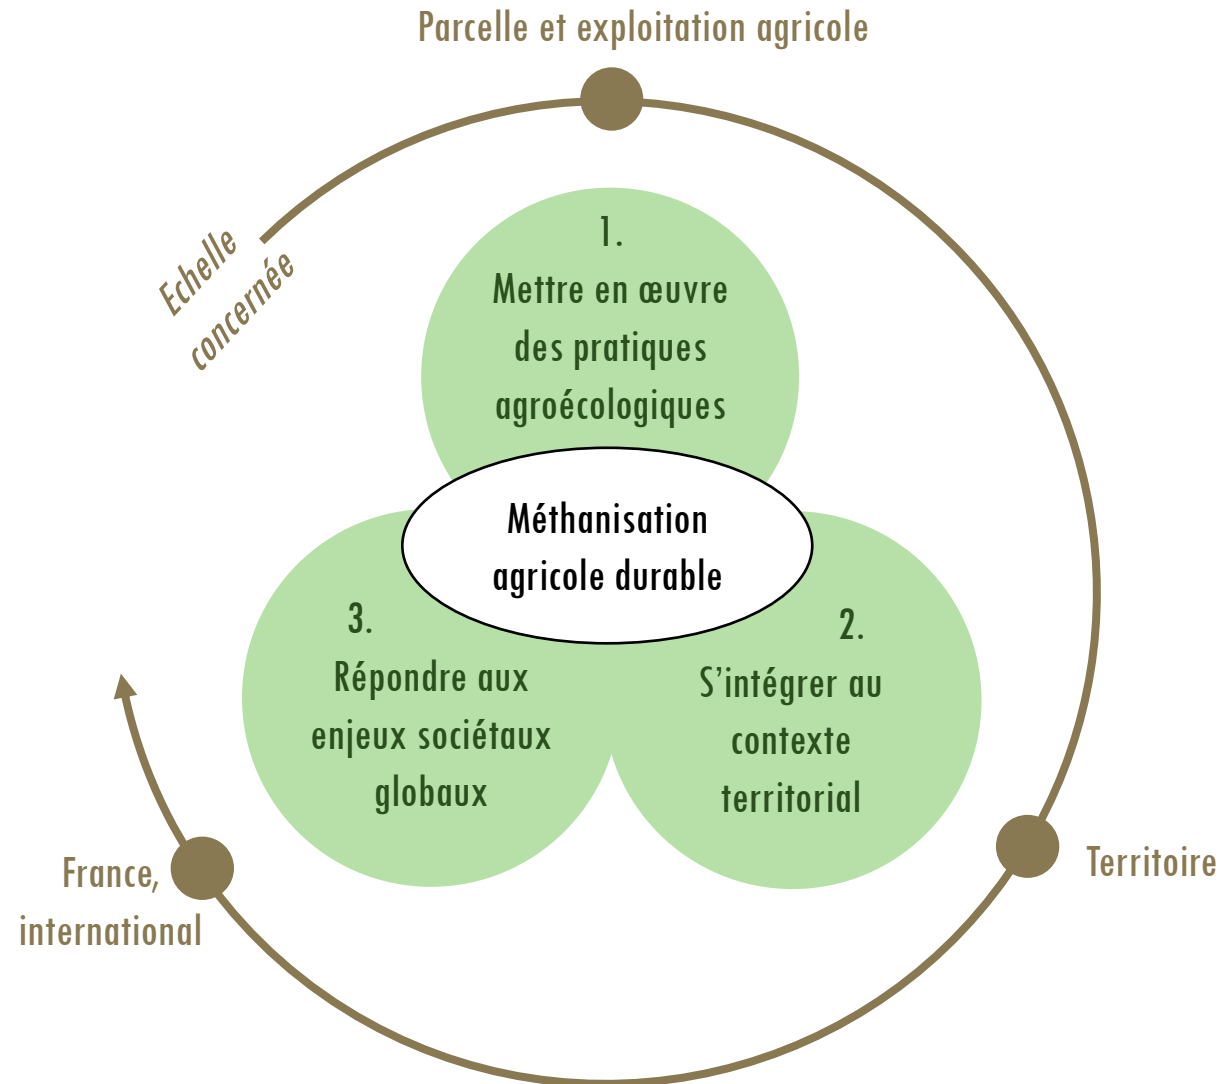 Parcelle et exploitation agricole
Echelle
concernée
1.
Mettre en œuvre
des pratiques
agroécologiques
Méthanisation
agricole durable
3.
Répondre aux
enjeux sociétaux
globaux
2.
S’intégrer au
contexte
territorial
France,
international
Territoire